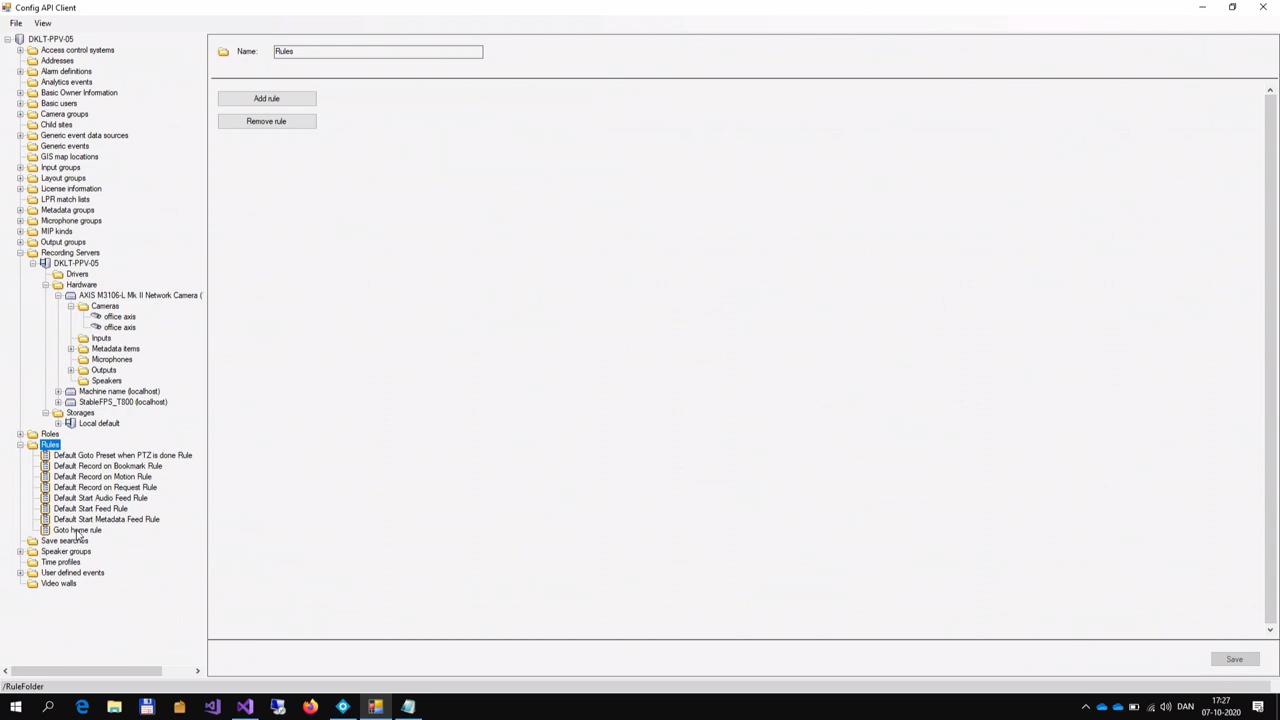 Config API Client
File View
DKLT-PPV-05
Access control systems
Addresses
Alarm definitions
Analytics events
Basic Owner Information
Basic users
Camera groups
Child sites
Generic event data sources
Generic events
GIS map locations
Input groups
Layout groups
License information
LPR match lists
Metadata groups
Microphone groups
MIP kinds
Output groups
Recording Servers
DKLT-PPV-05
Drivers
Hardware
AXIS M3106-L Mk II Network Camera (
Cameras
office axis
office axis
Inputs
Metadata items
Microphones
Outputs
Speakers
Machine name (localhost)
StableFPS_T800 (localhost)
Storages
Local default
Roles
Rules
Default Goto Preset when PTZ is done Rule
Default Record on Bookmark Rule
Default Record on Motion Rule
Default Record on Request Rule
Default Start Audio Feed Rule
Default Start Feed Rule
Default Start Metadata Feed Rule
Goto home rule
Save searches
Speaker groups
Time profiles
User defined events
Video walls
Name: Rules
Add rule
Remove rule
Save
/RuleFolder
DAN
17:27
07-10-2020